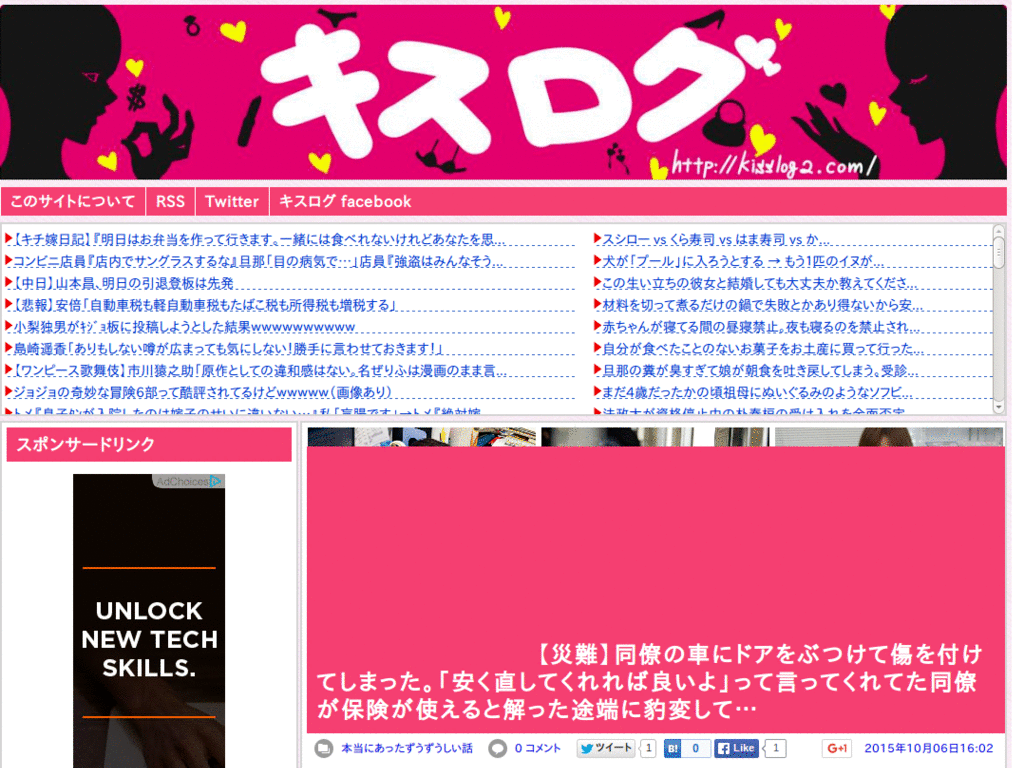 キスログ
http://kisslog2.com/
このサイトについて RSS Twitter キスログ facebook
【キチ嫁日記】『明日はお弁当を作って行きます。一緒には食べれないけれどあなたを思...
コンビニ店員『店内でサングラスするな』旦那「目の病気で…」店員『強盗はみんなそう...
【中日】山本昌、明日の引退登板は先発
【悲報】安倍「自動車税も軽自動車税もたばこ税も所得税も増税する」
小梨独男がｷｼﾞｮ板に投稿しようとした結果wwwwwwwwww
島崎遥香「ありもしない噂が広まっても気にしない！勝手に言わせておきます！」
【ワンピース歌舞伎】市川猿之助「原作としての違和感はない。名ぜりふは漫画のまま言...
ジョジョの奇妙な冒険6部って酷評されてるけどwwwww（画像あり）
スシロー vs くら寿司 vs はま寿司 vs か...
犬が「プール」に入ろうとする → もう1匹のイヌが...
この生い立ちの彼女と結婚しても大丈夫か教えてくださ...
材料を切って煮るだけの鍋で失敗とかあり得ないから安...
赤ちゃんが寝てる間の昼寝禁止。夜も寝るのを禁止され...
自分が食べたことのないお菓子をお土産に買って行った...
旦那の糞が臭すぎて娘が朝食を吐き戻してしまう。受診...
まだ4歳だったかの頃祖母にぬいぐるみのようなソフビ...
スポンサードリンク
AdChoices
UNLOCK
NEW TECH
SKILLS.
【災難】同僚の車にドアをぶつけて傷を付け
てしまった。「安く直してくれれば良いよ」って言ってくれてた同僚
が保険が使えると解った途端に豹変して…
本当にあったずうずうしい話 0 コメント ツイート 1 B! 0 Like 1 G+1 2015年10月06日16:02